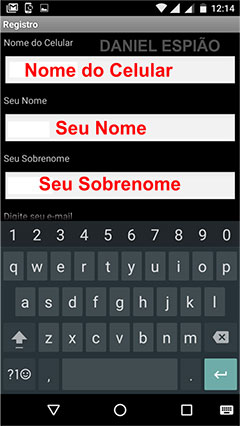 12:14
Registro
Nome do Celular
DANIEL ESPIÃO
Nome do Celular
Seu Nome
Seu Nome
Seu Sobrenome
Seu Sobrenome
Digite seu e-mail
1 2 3 4 5 6 7 8 9 0
q w e r t y u i o p
a s d f g h j k l
z x c v b n m
?1☺ , .